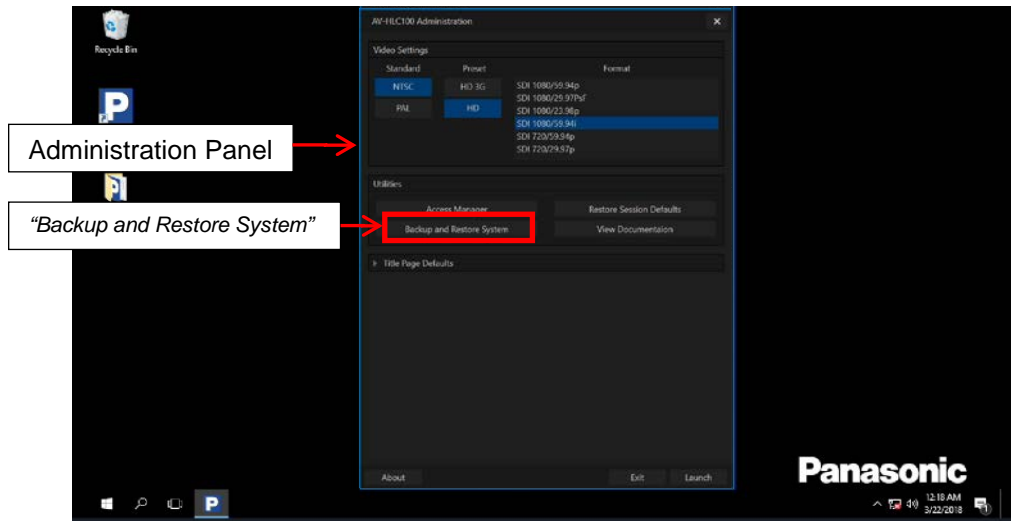 Recycle Bin
AV-HLC100 Administration
Video Settings
Standard Preset Format
NTSC HD 3G SDI 1080/59.94p
SDI 1080/29.97PsF
PAL HD SDI 1080/23.98p
SDI 1080/59.94i
SDI 720/59.94p
SDI 720/29.97p
Administration Panel
Utilities
Access Manager Restore Session Defaults
“Backup and Restore System”
Backup and Restore System View Documentaion
Title Page Defaults
About Exit Launch
Panasonic
12:18 AM
3/22/2018